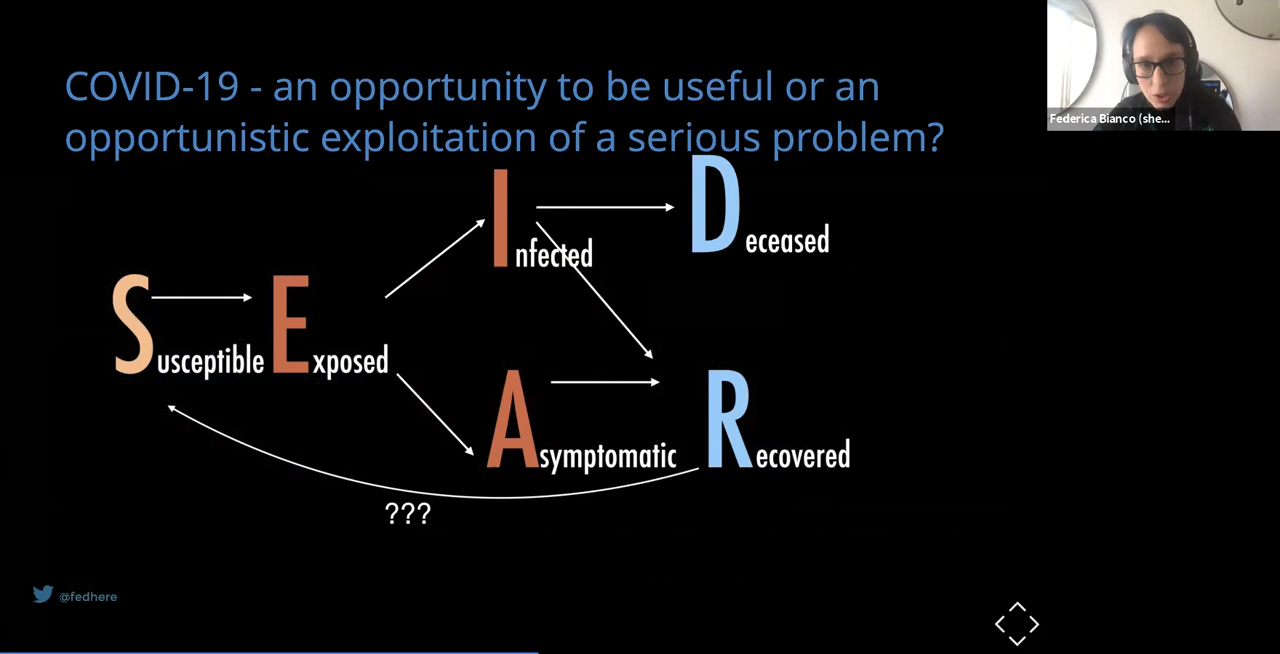 COVID-19 - an opportunity to be useful or an
opportunistic exploitation of a serious problem?
Federica Bianco (she...
Infected
Deceased
Susceptible
Exposed
Asymptomatic
Recovered
???
@fedhere